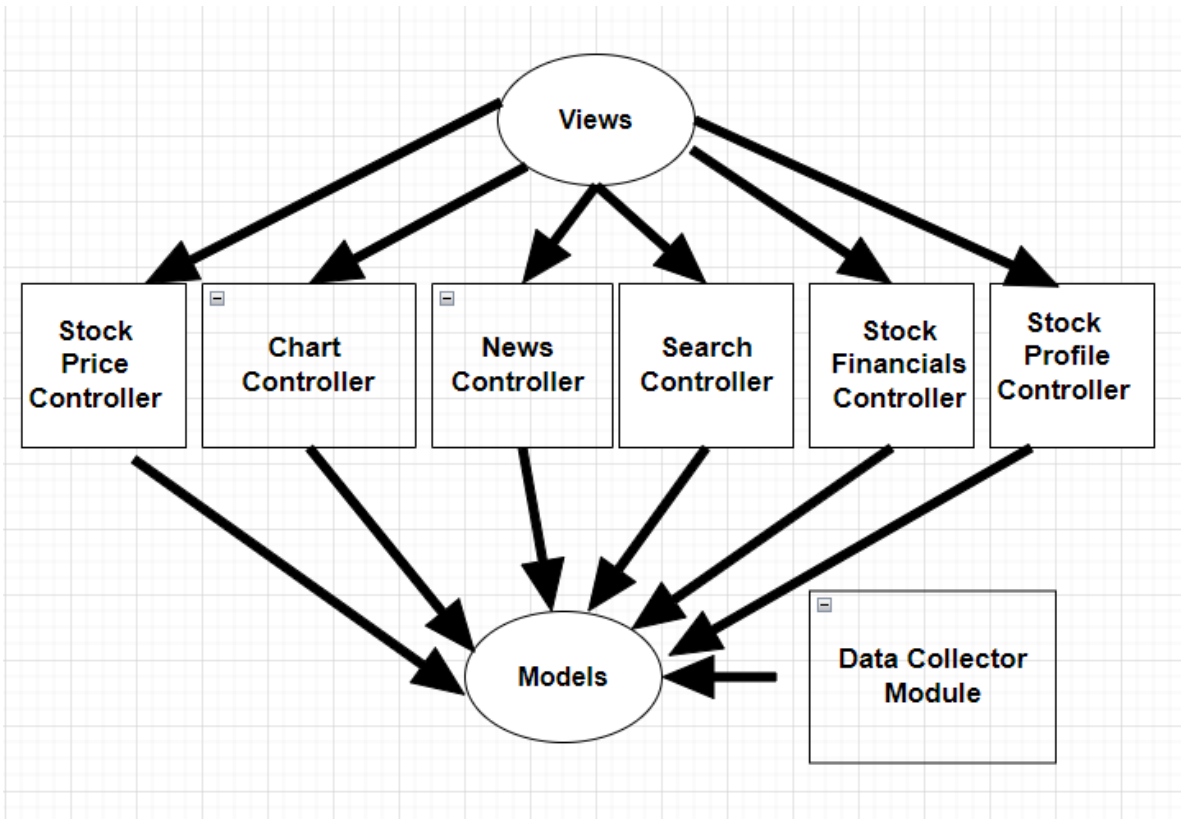 Views
Stock
Price
Controller
Chart
Controller
News
Controller
Search
Controller
Stock
Financials
Controller
Stock
Profile
Controller
Models
Data Collector
Module